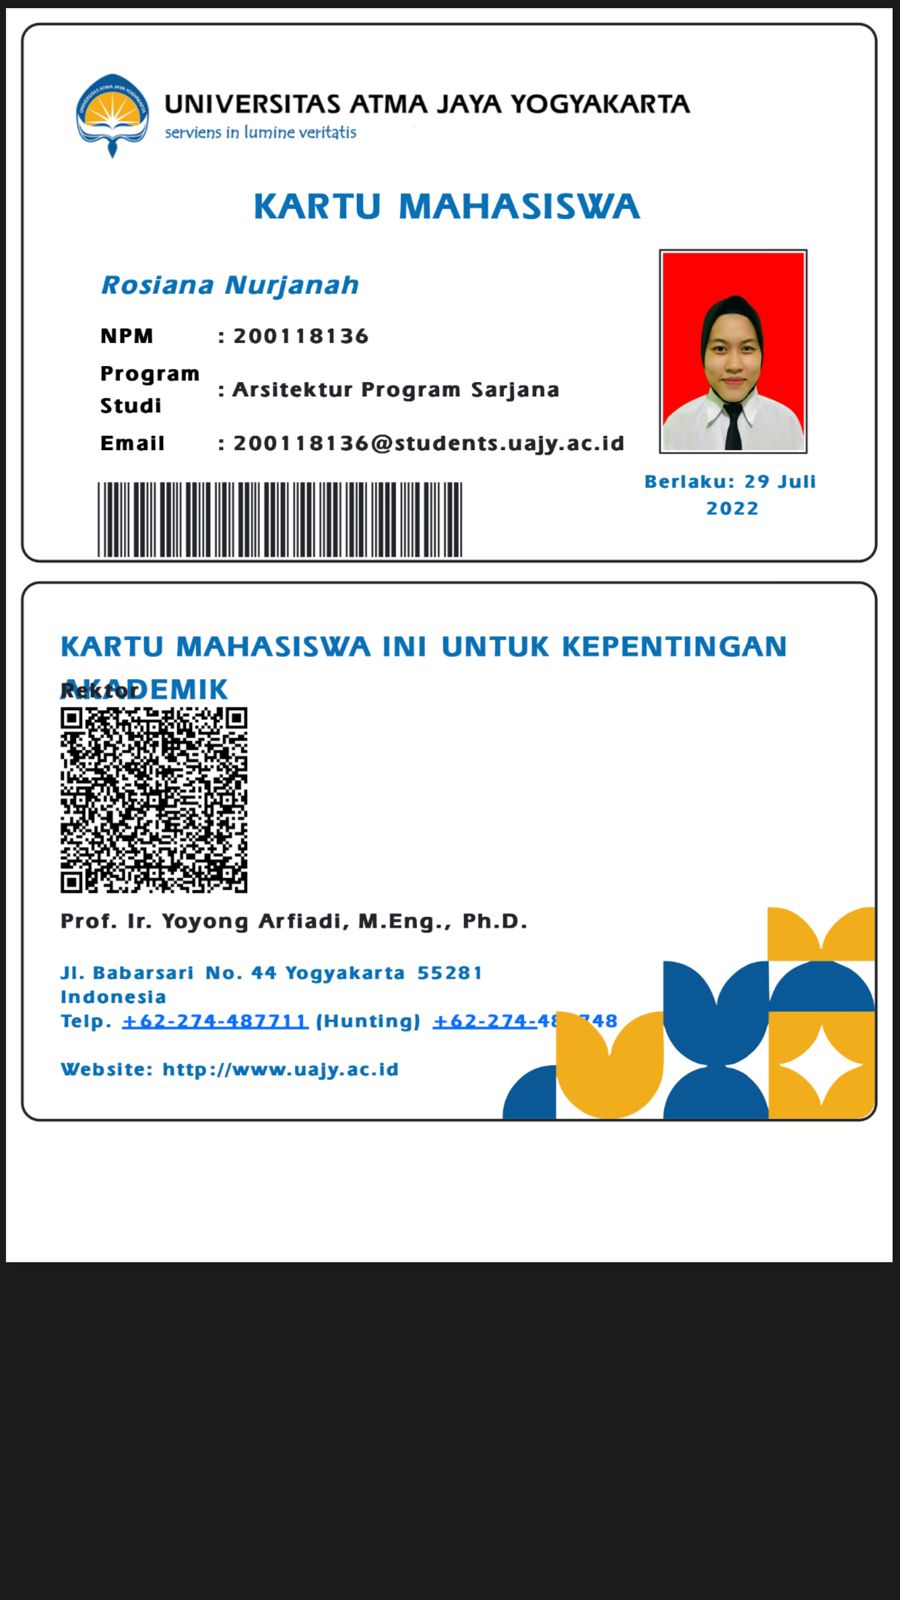 UNIVERSITAS ATMA JAYA YOGYAKARTA
serviens in lumine veritatis
KARTU MAHASISWA
Rosiana Nurjanah
NPM : 200118136
Program Studi : Arsitektur Program Sarjana
Email : 200118136@students.uajy.ac.id
Berlaku: 29 Juli
2022
KARTU MAHASISWA INI UNTUK KEPENTINGAN
AKADEMIK
Rektor
Prof. Ir. Yoyong Arfiadi, M.Eng., Ph.D.
Jl. Babarsari No. 44 Yogyakarta 55281
Indonesia
Telp. +62-274-487711 (Hunting) +62-274-48 748
Website: http://www.uajy.ac.id